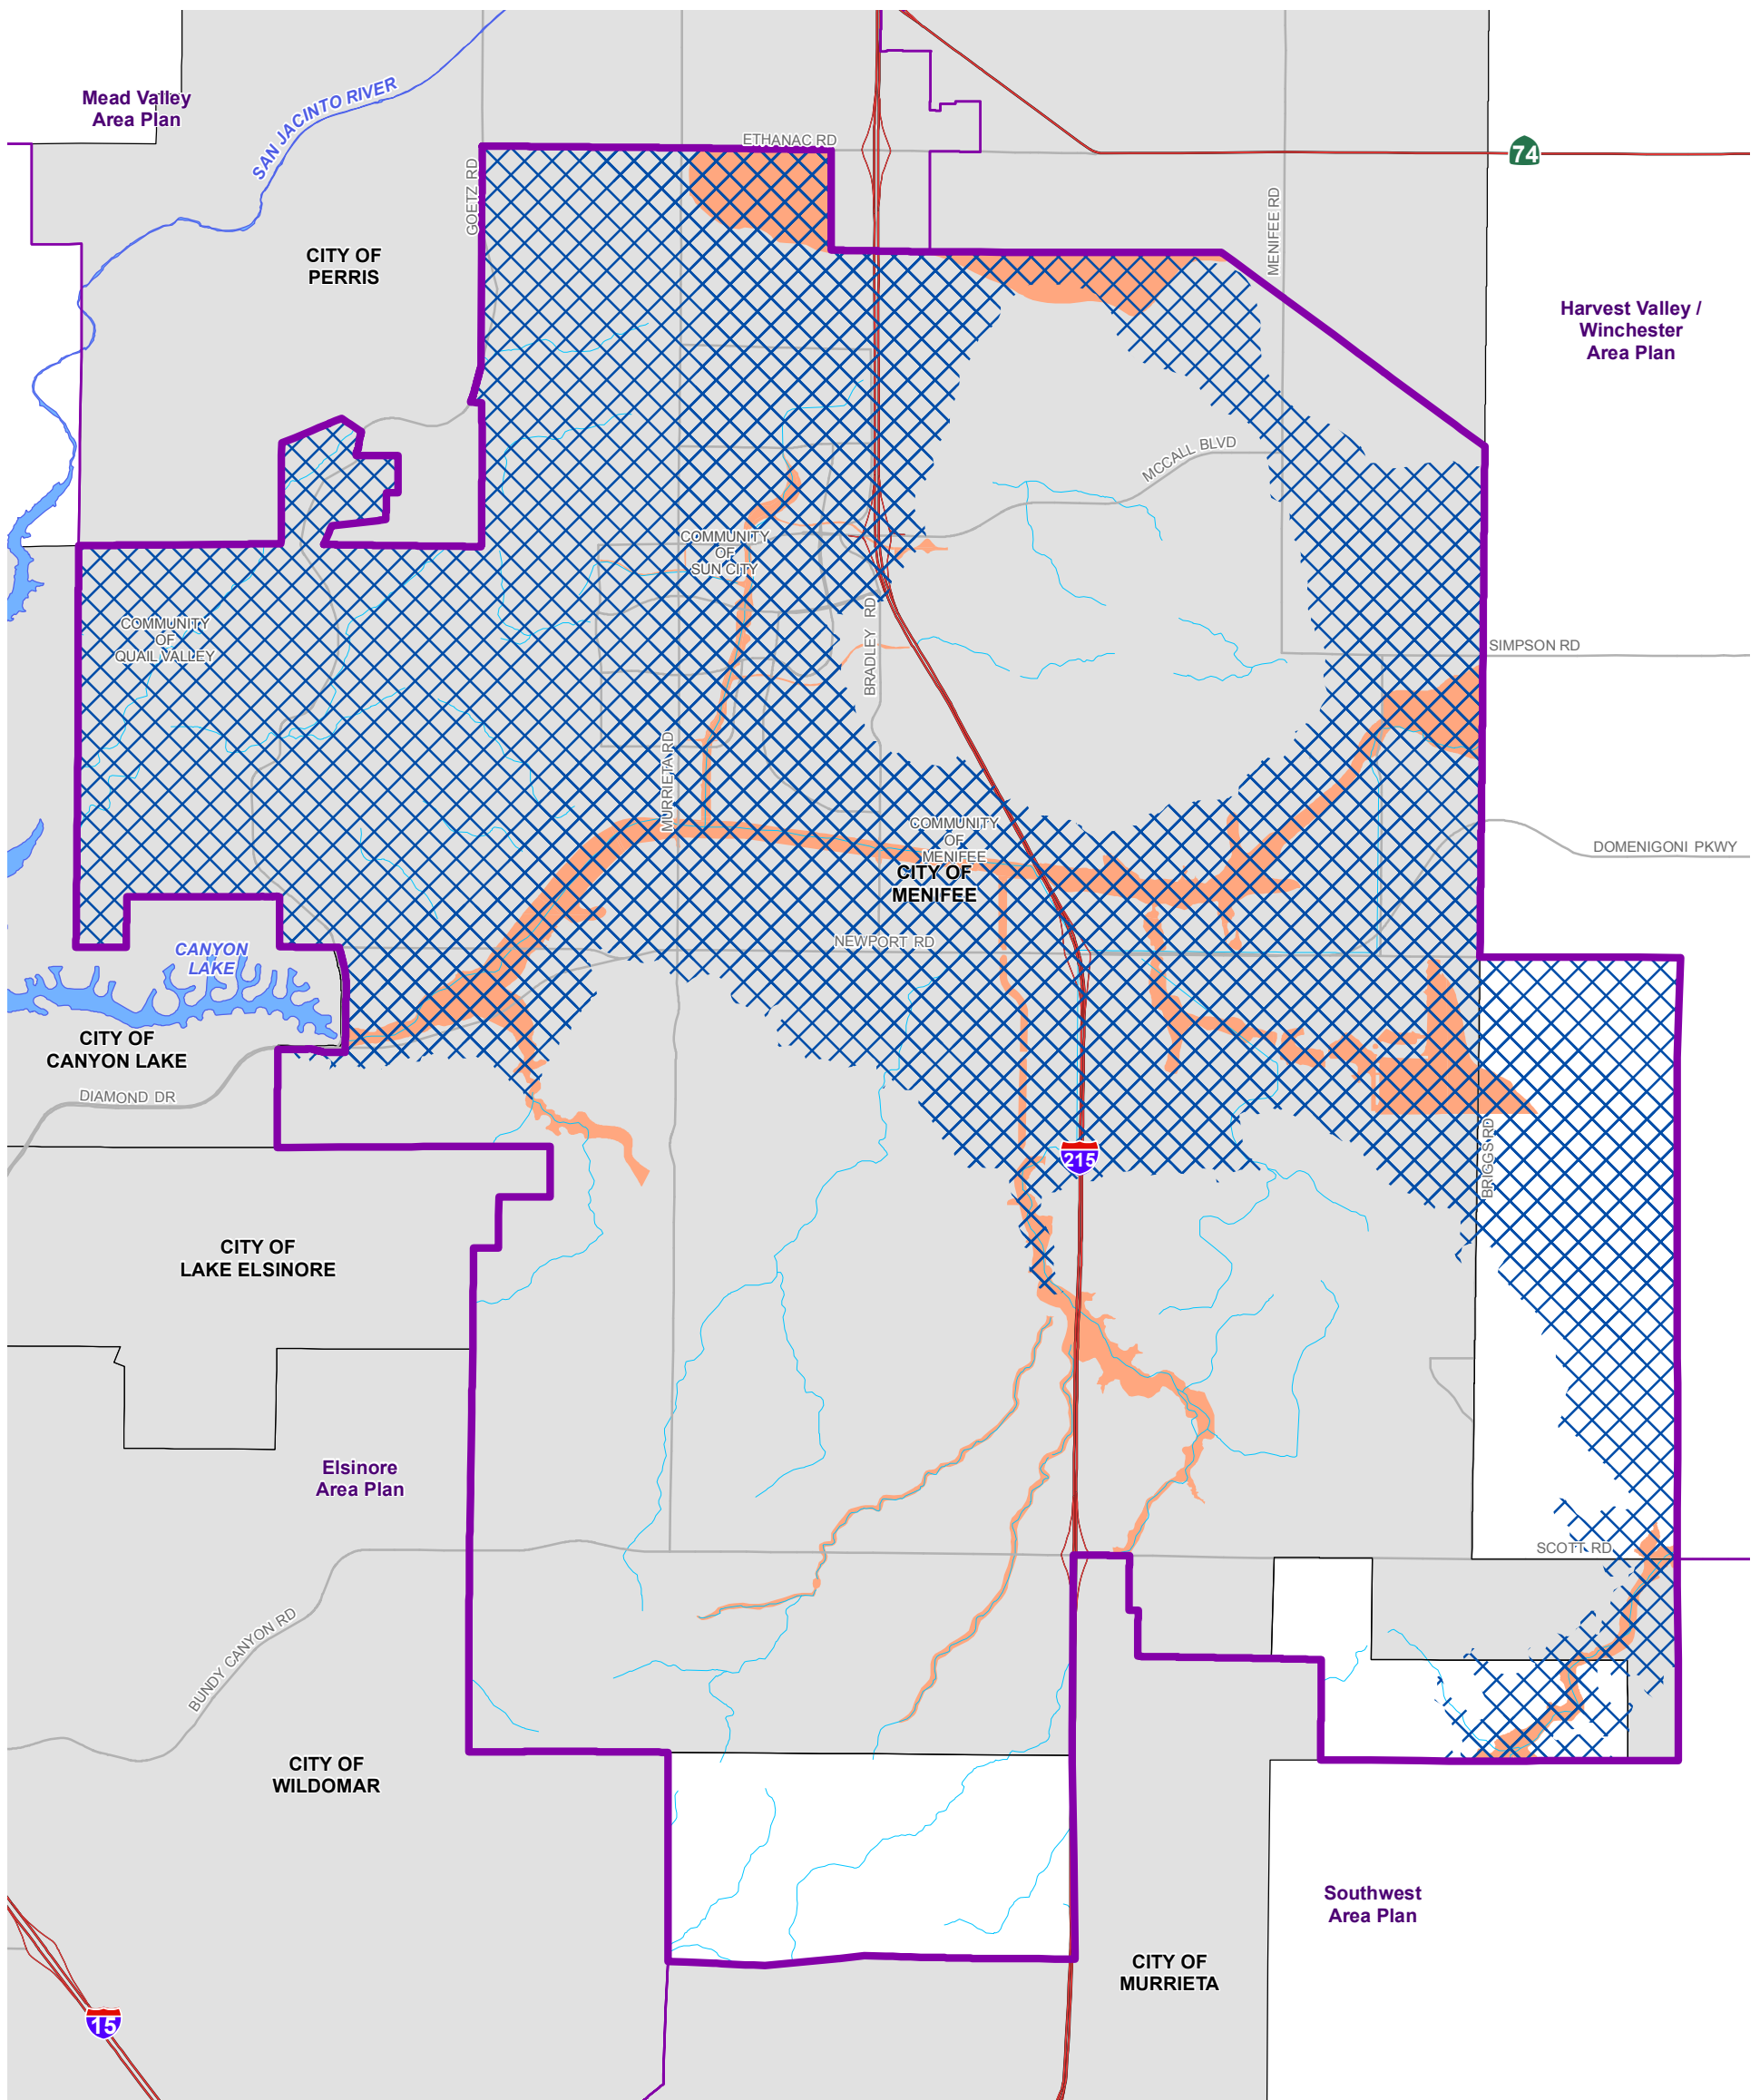 Mead Valley
Area Plan
SAN JACINTO RIVER
ETHANAC RD
74
GOETZ RD
MENIFEE RD
CITY OF
PERRIS
Harvest Valley /
Winchester
Area Plan
MCCALL BLVD
COMMUNITY
OF
SUN CITY
COMMUNITY
OF
QUAIL VALLEY
BRADLEY RD
SIMPSON RD
MURRIETA RD
COMMUNITY
OF
MENIFEE
CITY OF
MENIFEE
DOMENIGONI PKWY
NEWPORT RD
CANYON
LAKE
CITY OF
CANYON LAKE
DIAMOND DR
215
BRIGGS RD
CITY OF
LAKE ELSINORE
Elsinore
Area Plan
SCOTT RD
BUNDY CANYON RD
CITY OF
WILDOMAR
Southwest
Area Plan
CITY OF
MURRIETA
15